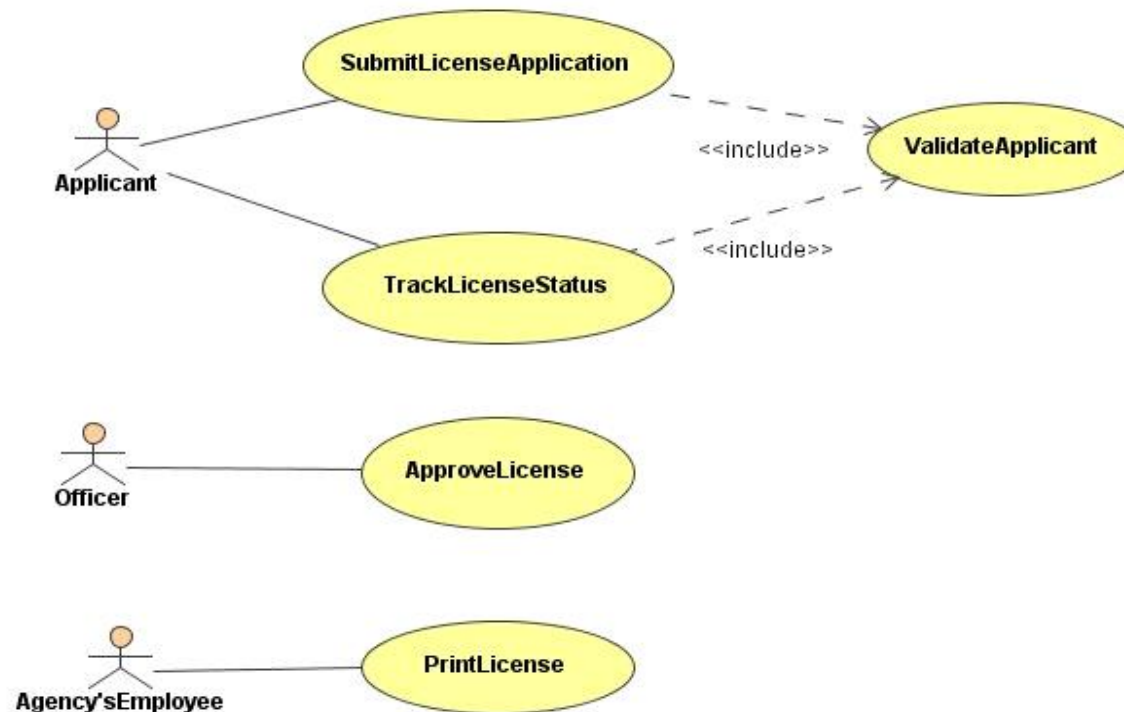 SubmitLicenseApplication
<<include>>
ValidateApplicant
Applicant
<<include>>
TrackLicenseStatus
Officer
ApproveLicense
Agency'sEmployee
PrintLicense